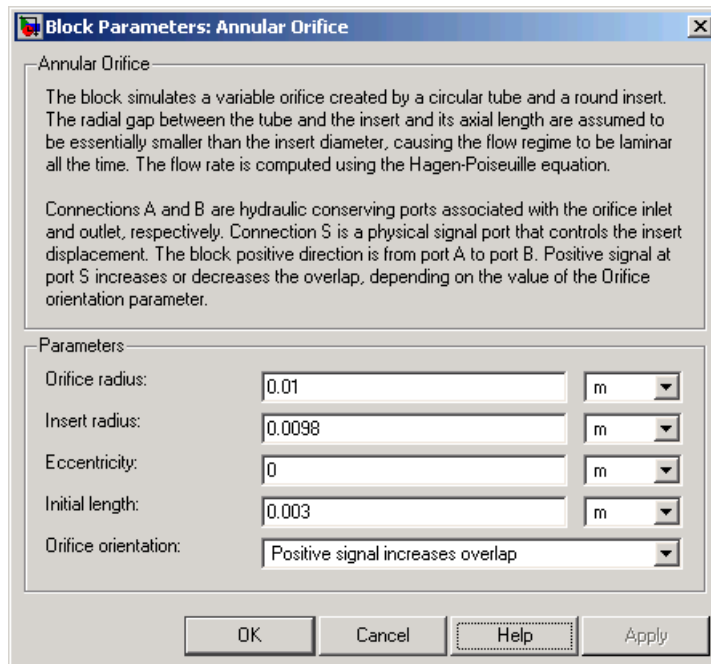 Block Parameters: Annular Orifice
Annular Orifice
The block simulates a variable orifice created by a circular tube and a round insert.
The radial gap between the tube and the insert and its axial length are assumed to
be essentially smaller than the insert diameter, causing the flow regime to be laminar
all the time. The flow rate is computed using the Hagen-Poiseuille equation.
Connections A and B are hydraulic conserving ports associated with the orifice inlet
and outlet, respectively. Connection S is a physical signal port that controls the insert
displacement. The block positive direction is from port A to port B. Positive signal at
port S increases or decreases the overlap, depending on the value of the Orifice
orientation parameter.
Parameters
Orifice radius: 0.01 m
Insert radius: 0.0098 m
Eccentricity: 0 m
Initial length: 0.003 m
Orifice orientation: Positive signal increases overlap
OK Cancel Help Apply